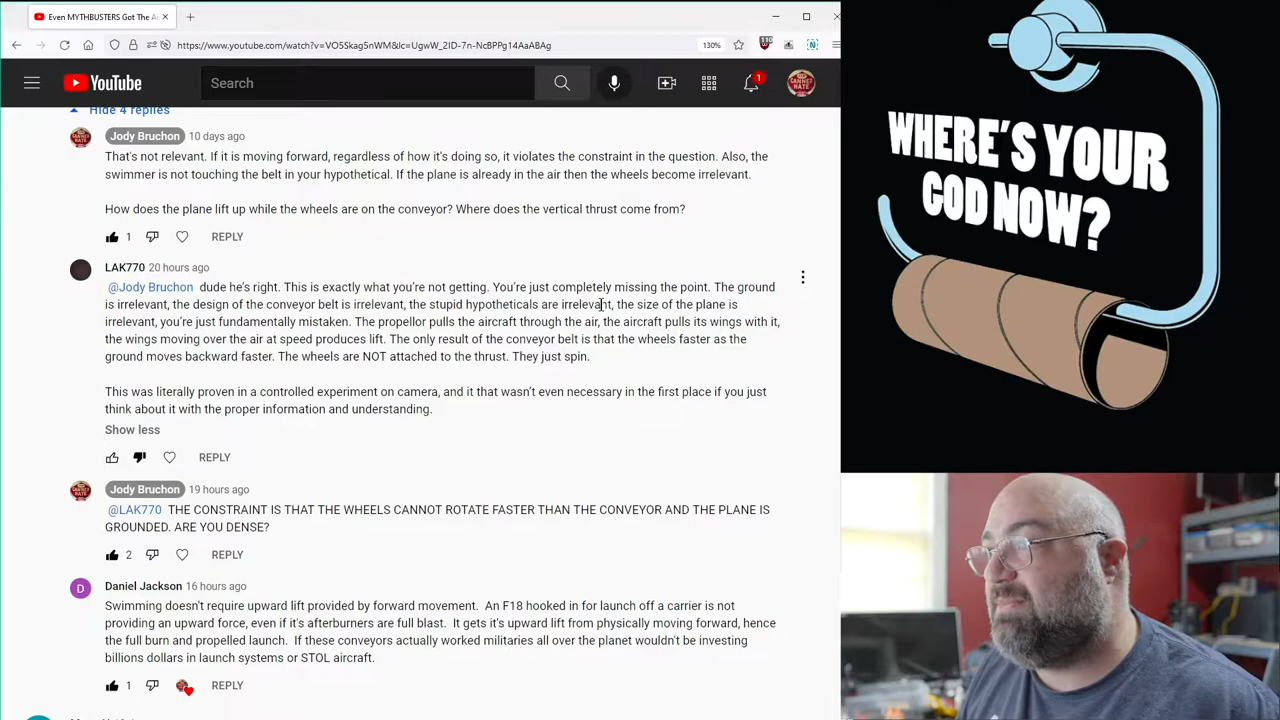 Even MYTHBUSTERS Got The A
https://www.youtube.com/watch?v=VO5Skag5nWM&lc=UgwW_2ID-7n-NcBPPg14AaABAg
130%
110
YouTube
Search
1
Hide 4 replies
Jody Bruchon 10 days ago
That's not relevant. If it is moving forward, regardless of how it's doing so, it violates the constraint in the question. Also, the
swimmer is not touching the belt in your hypothetical. If the plane is already in the air then the wheels become irrelevant.
How does the plane lift up while the wheels are on the conveyor? Where does the vertical thrust come from?
1 REPLY
LAK770 20 hours ago
@Jody Bruchon dude he's right. This is exactly what you're not getting. You're just completely missing the point. The ground
is irrelevant, the design of the conveyor belt is irrelevant, the stupid hypotheticals are irrelevant, the size of the plane is
irrelevant, you're just fundamentally mistaken. The propellor pulls the aircraft through the air, the aircraft pulls its wings with it,
the wings moving over the air at speed produces lift. The only result of the conveyor belt is that the wheels faster as the
ground moves backward faster. The wheels are NOT attached to the thrust. They just spin.
This was literally proven in a controlled experiment on camera, and it that wasn't even necessary in the first place if you just
think about it with the proper information and understanding.
Show less
REPLY
Jody Bruchon 19 hours ago
@LAK770 THE CONSTRAINT IS THAT THE WHEELS CANNOT ROTATE FASTER THAN THE CONVEYOR AND THE PLANE IS
GROUNDED. ARE YOU DENSE?
2 REPLY
D
Daniel Jackson 16 hours ago
Swimming doesn't require upward lift provided by forward movement. An F18 hooked in for launch off a carrier is not
providing an upward force, even if it's afterburners are full blast. It gets it's upward lift from physically moving forward, hence
the full burn and propelled launch. If these conveyors actually worked militaries all over the planet wouldn't be investing
billions dollars in launch systems or STOL aircraft.
1 REPLY
WHERE'S YOUR
GOD NOW?